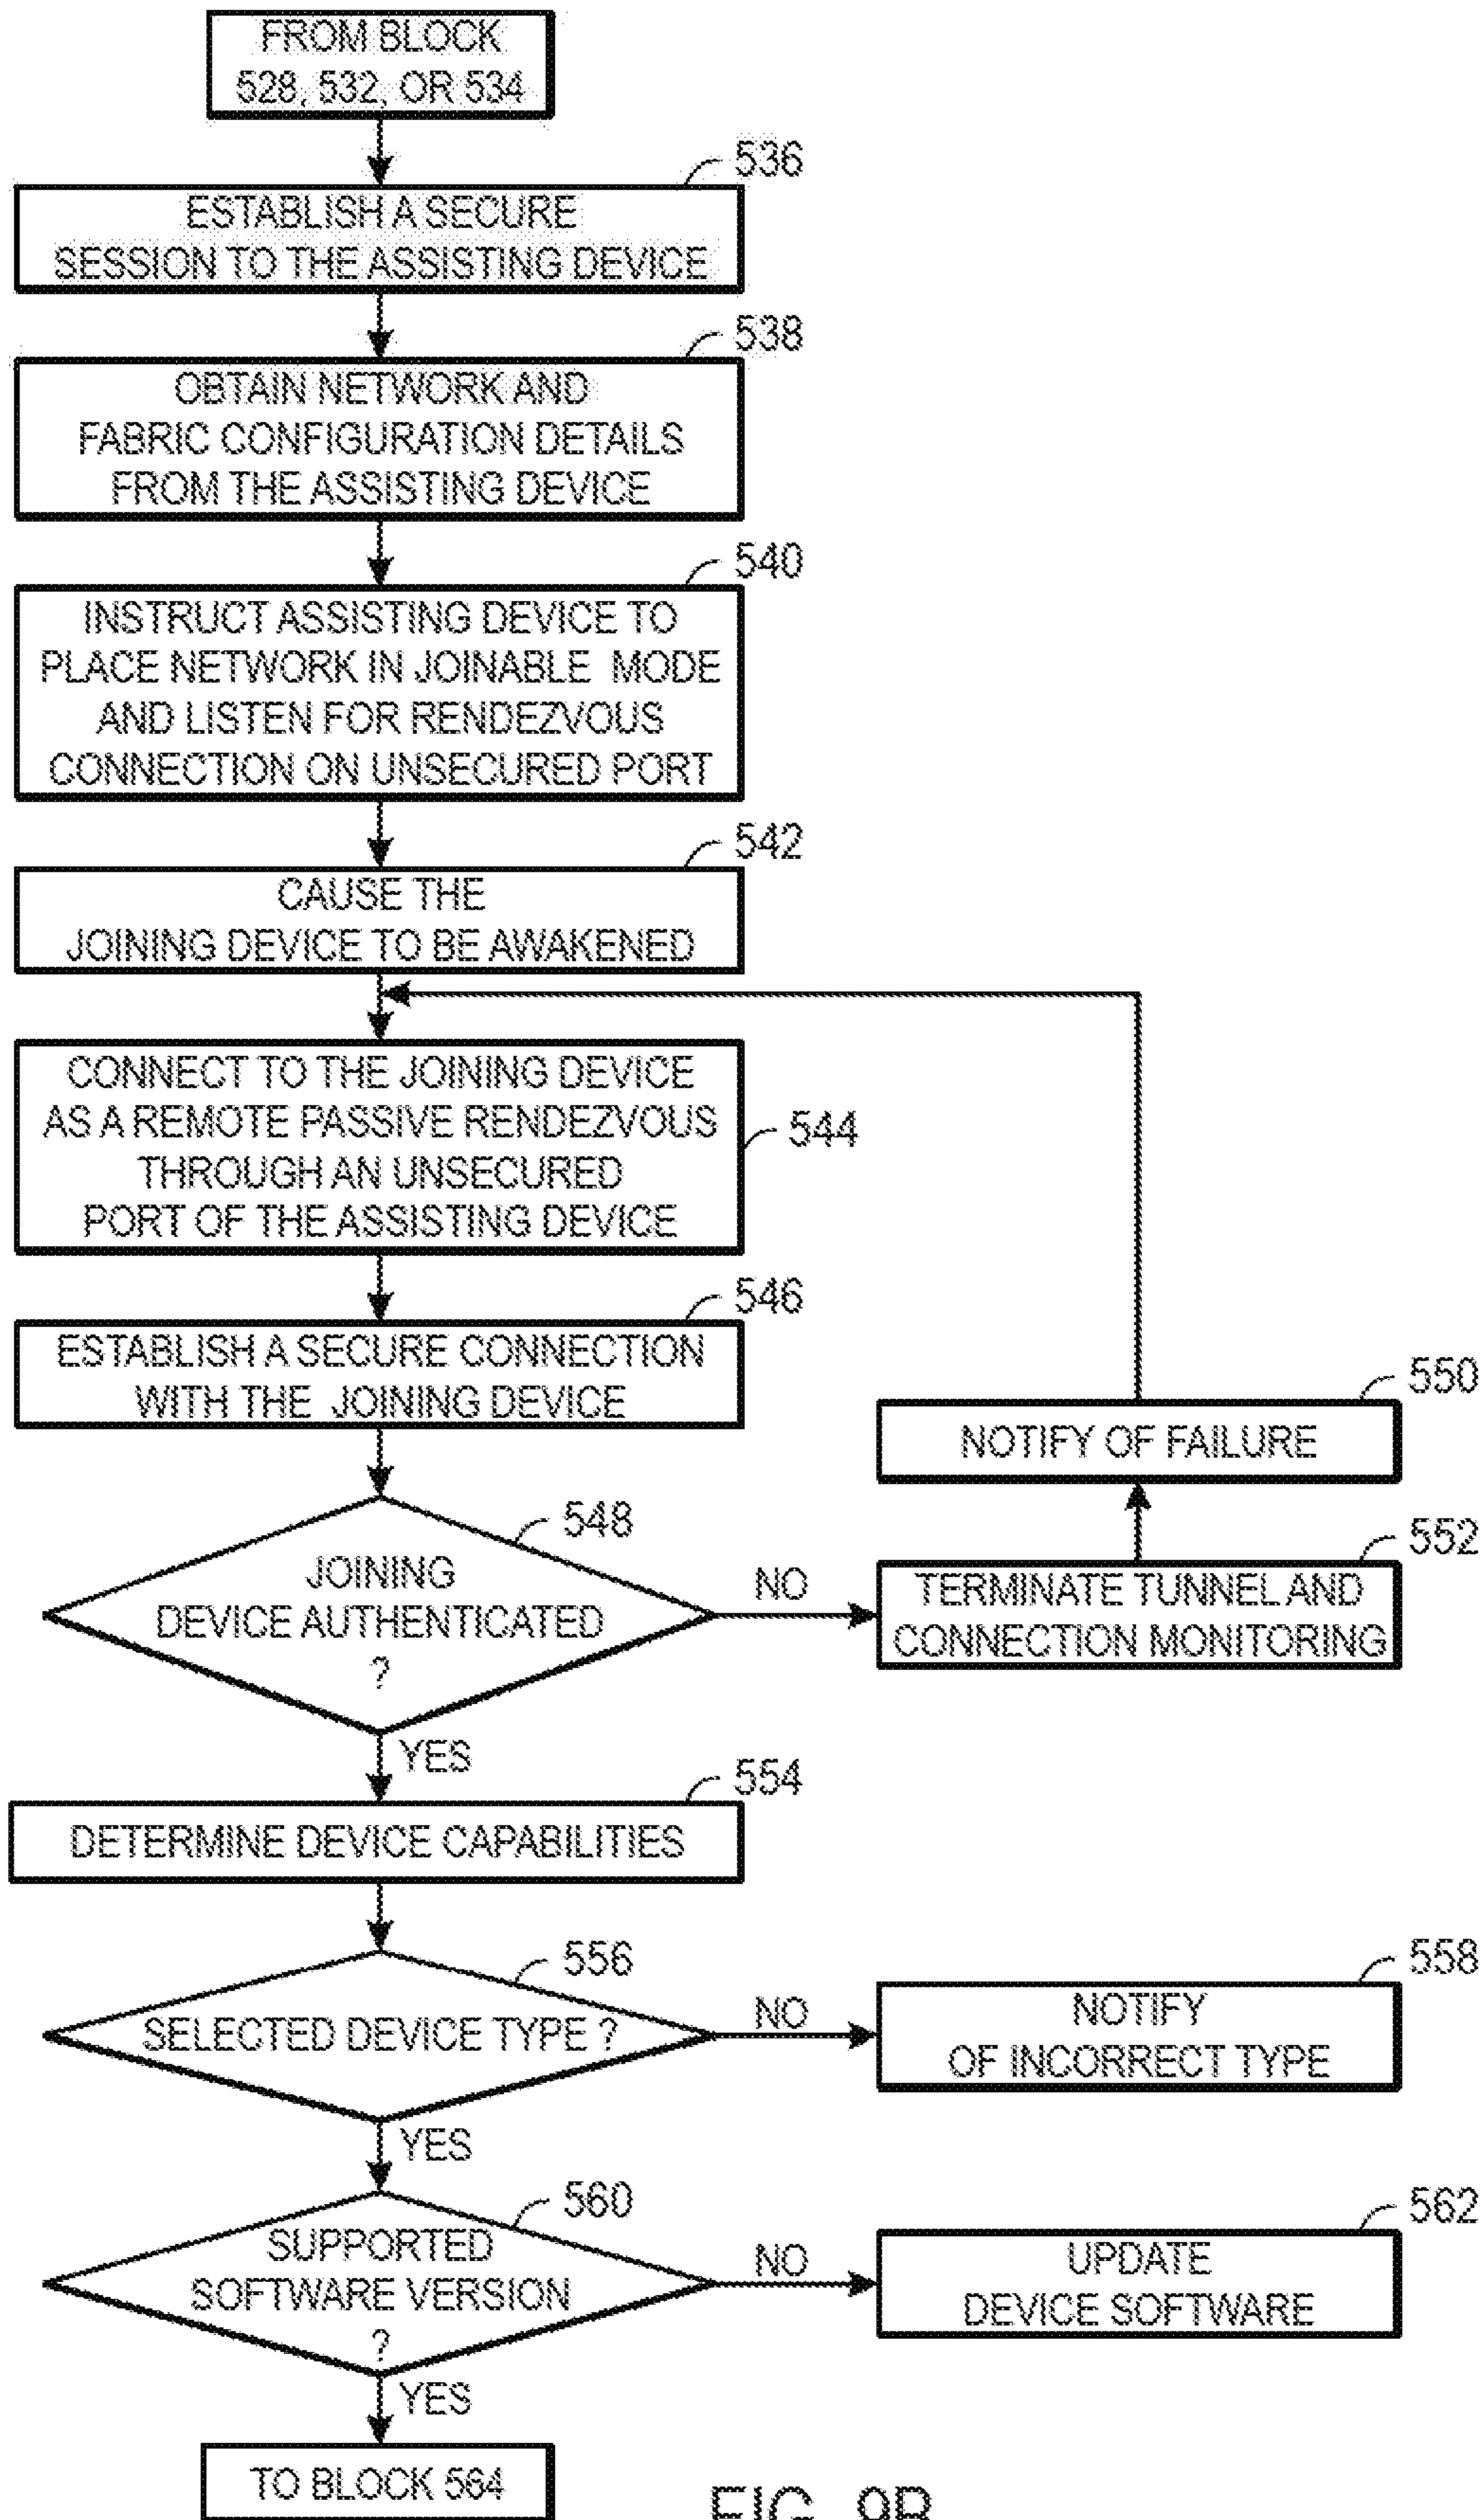 FROM BLOCK
528, 532, OR 534
536
ESTABLISH A SECURE
SESSION TO THE ASSISTING DEVICE
538
OBTAIN NETWORK AND
FABRIC CONFIGURATION DETAILS
FROM THE ASSISTING DEVICE
540
INSTRUCT ASSISTING DEVICE TO
PLACE NETWORK IN JOINABLE MODE
AND LISTEN FOR RENDEZVOUS
CONNECTION ON UNSECURED PORT
542
CAUSE THE
JOINING DEVICE TO BE AWAKENED
CONNECT TO THE JOINING DEVICE
AS A REMOTE PASSIVE RENDEZVOUS
THROUGH AN UNSECURED
PORT OF THE ASSISTING DEVICE
544
546
ESTABLISH A SECURE CONNECTION
WITH THE JOINING DEVICE
550
NOTIFY OF FAILURE
548
JOINING
DEVICE AUTHENTICATED
?
NO
552
TERMINATE TUNNEL AND
CONNECTION MONITORING
YES
554
DETERMINE DEVICE CAPABILITIES
556
SELECTED DEVICE TYPE ?
NO
558
NOTIFY
OF INCORRECT TYPE
YES
560
SUPPORTED
SOFTWARE VERSION
?
NO
562
UPDATE
DEVICE SOFTWARE
YES
TO BLOCK 564
FIG. 9B